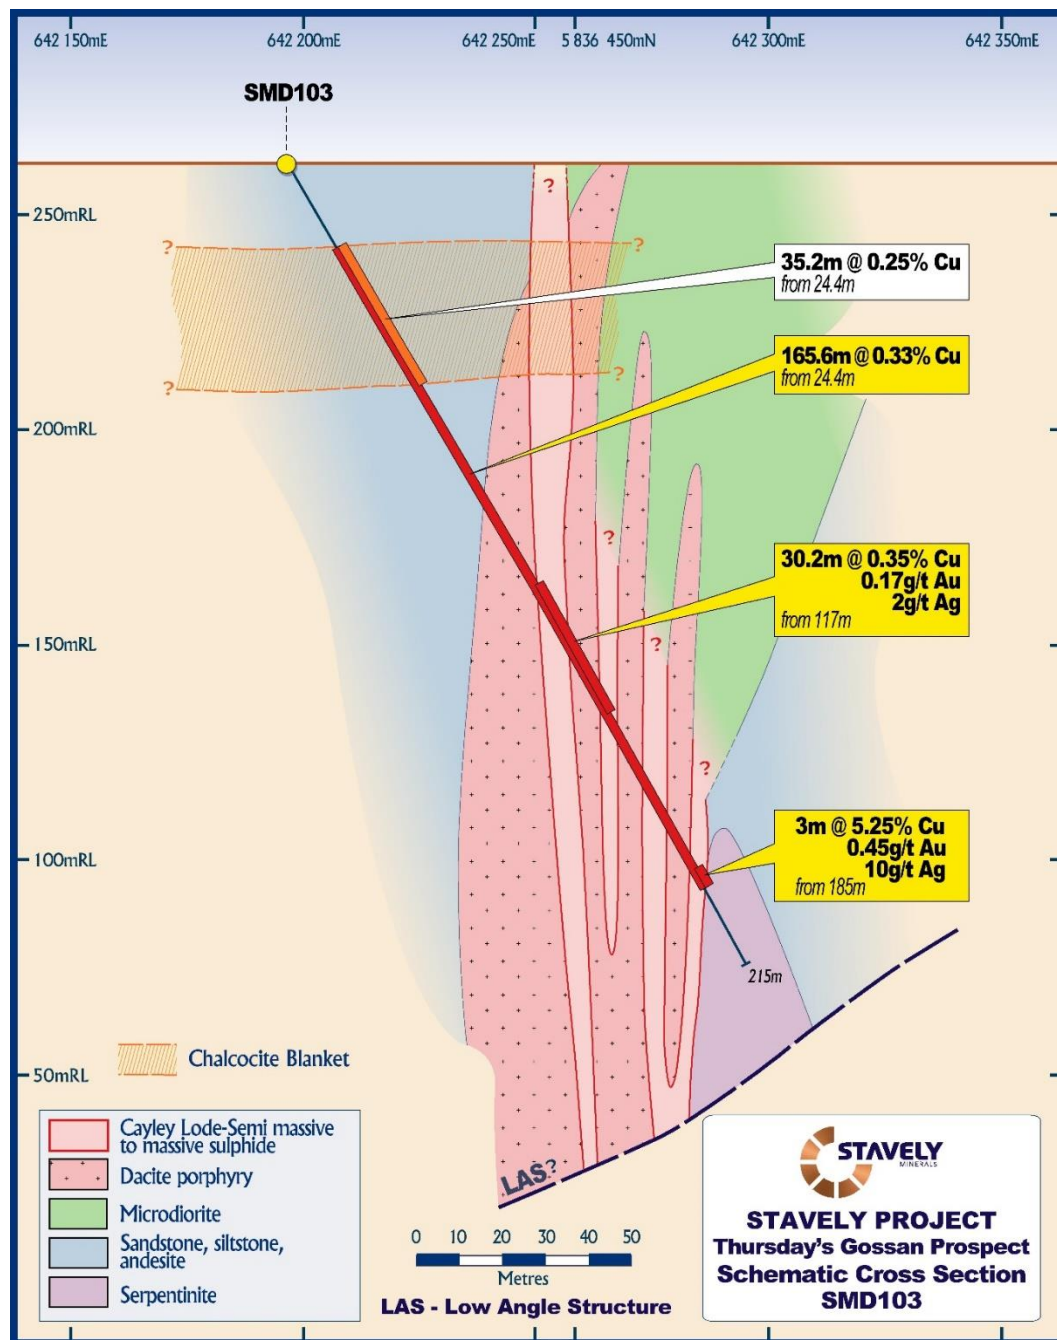 642 150mE
642 200mE
642 250mE
5 836 450mN
642 300mE
642 350mE
SMD103
?
250mRL
?
?
35.2m @ 0.25% Cu
from 24.4m
165.6m @ 0.33% Cu
from 24.4m
?
?
200mRL
?
30.2m @ 0.35% Cu
0.17g/t Au
2g/t Ag
from 117m
150mRL
?
?
3m @ 5.25% Cu
0.45g/t Au
10g/t Ag
from 185m
100mRL
215m
Chalcocite Blanket
50mRL
Cayley Lode-Semi massive
to massive sulphide
Dacite porphyry
Microdiorite
Sandstone, siltstone,
andesite
Serpentinite
LAS?
0 10 20 30 40 50
Metres
LAS - Low Angle Structure
STAVELY
MINERALS
STAVELY PROJECT
Thursday's Gossan Prospect
Schematic Cross Section
SMD103